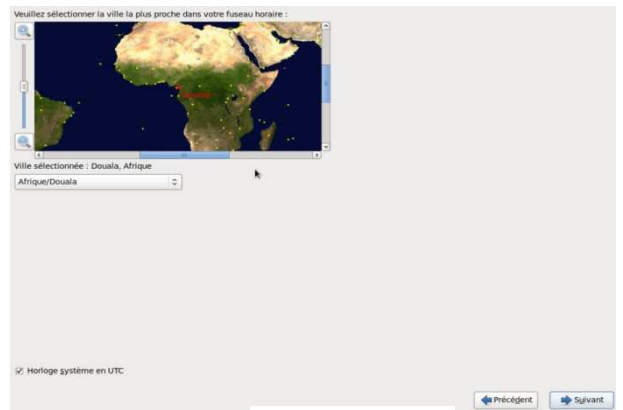 Veuillez sélectionner la ville la plus proche dans votre fuseau horaire :
Ville sélectionnée : Douala, Afrique
Afrique/Douala
Horloge système en UTC
Précédent
Suivant